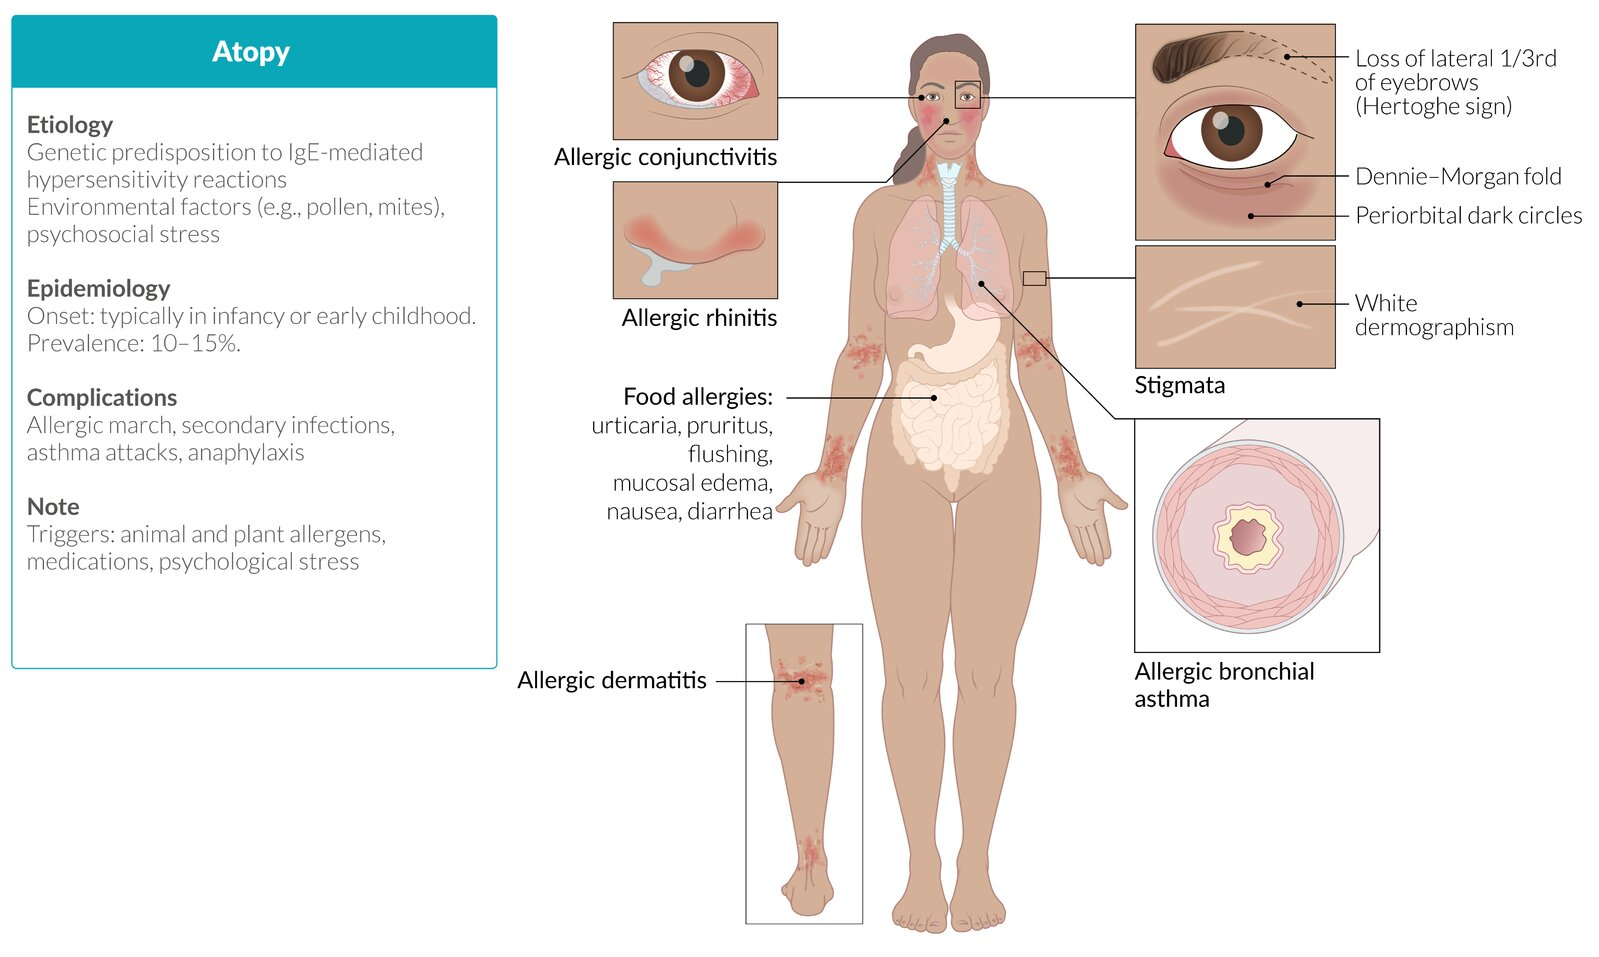 Atopy
Etiology
Genetic predisposition to IgE-mediated
hypersensitivity reactions
Environmental factors (e.g., pollen, mites),
psychosocial stress
Epidemiology
Onset: typically in infancy or early childhood.
Prevalence: 10–15%.
Complications
Allergic march, secondary infections,
asthma attacks, anaphylaxis
Note
Triggers: animal and plant allergens,
medications, psychological stress
Allergic conjunctivitis
Allergic rhinitis
Food allergies:
urticaria, pruritus,
flushing,
mucosal edema,
nausea, diarrhea
Allergic dermatitis
Loss of lateral 1/3rd
of eyebrows
(Hertoghe sign)
Dennie–Morgan fold
Periorbital dark circles
White
dermographism
Stigmata
Allergic bronchial
asthma